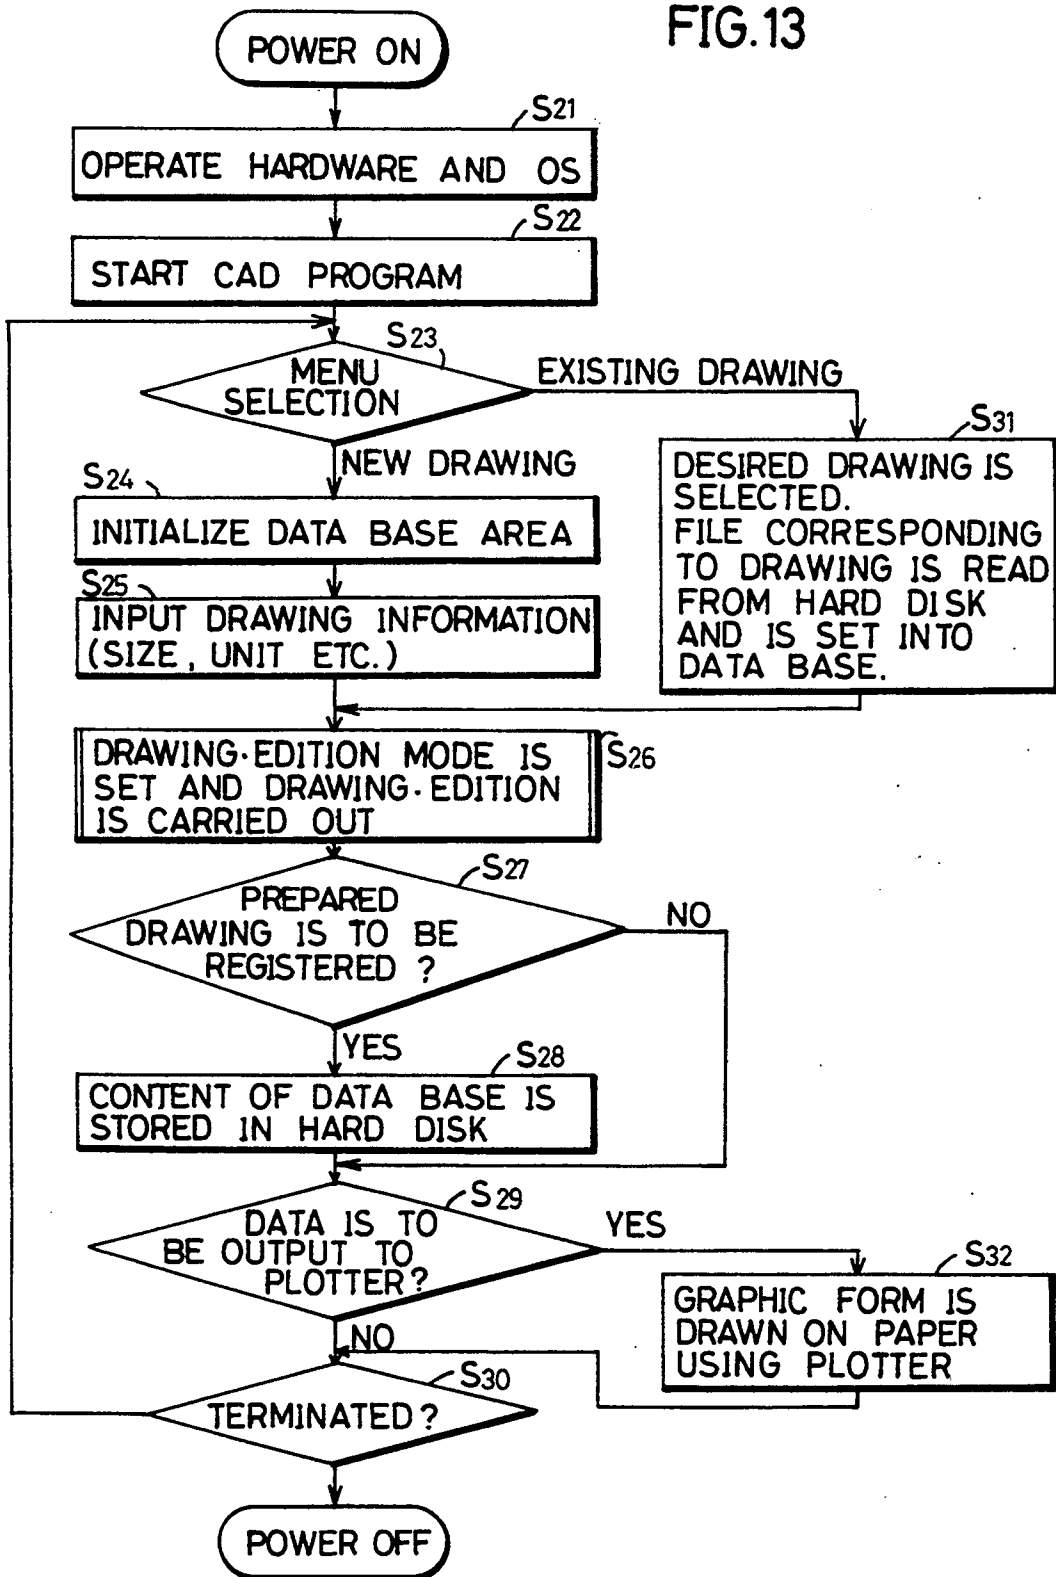 FIG.13
POWER ON
S21
OPERATE HARDWARE AND OS
S22
START CAD PROGRAM
S23
MENU
SELECTION
EXISTING DRAWING
NEW DRAWING
S31
DESIRED DRAWING IS
SELECTED.
FILE CORRESPONDING
TO DRAWING IS READ
FROM HARD DISK
AND IS SET INTO
DATA BASE.
S24
INITIALIZE DATA BASE AREA
S25
INPUT DRAWING INFORMATION
(SIZE, UNIT ETC.)
S26
DRAWING·EDITION MODE IS
SET AND DRAWING·EDITION
IS CARRIED OUT
S27
PREPARED
DRAWING IS TO BE
REGISTERED ?
NO
YES
S28
CONTENT OF DATA BASE IS
STORED IN HARD DISK
S29
DATA IS TO
BE OUTPUT TO
PLOTTER?
YES
S32
GRAPHIC FORM IS
DRAWN ON PAPER
USING PLOTTER
NO
S30
TERMINATED?
POWER OFF